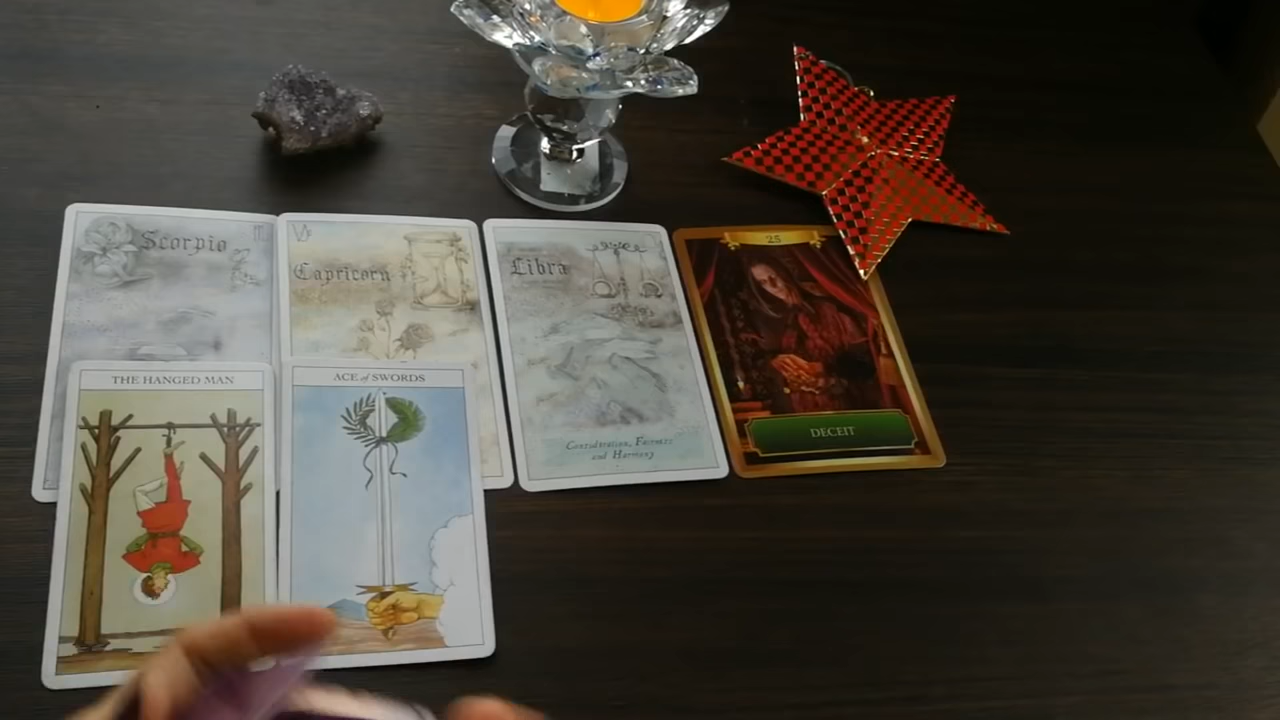 Scorpio
Capricorn
Libra
25
Consideration, Fairness
and Harmony
DECEIT
THE HANGED MAN
ACE of SWORDS